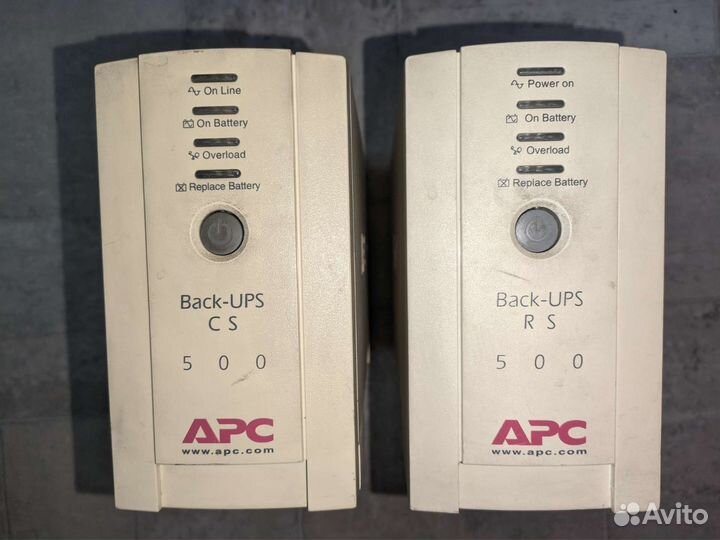 On Line
On Battery
Overload
Replace Battery
Back-UPS
CS
500
APC
www.apc.com
Power on
On Battery
Overload
Replace Battery
Back-UPS
RS
500
APC
www.apc.com
Avito